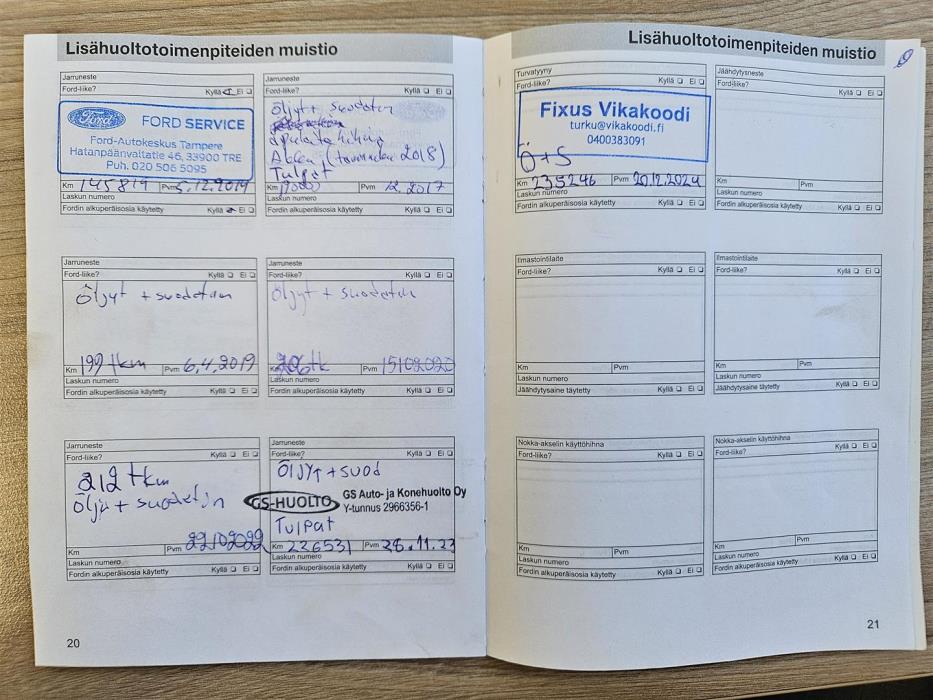 Lisähuoltotoimenpiteiden muistio
Jarruneste
Ford-liike? Kyllä Ei
Ford FORD SERVICE
Ford-Autokeskus Tampere
Hatanpäänvaltatie 46, 33900 TRE
Puh. 020 506 5095
Km 145819 Pvm 5.12.2019
Laskun numero
Fordin alkuperäisosia käytetty Kyllä Ei
Jarruneste
Ford-liike? Kyllä Ei
Öljyt + suodatin
Apulaitehihna
Akku
2018)
Tulpat
Km Pvm 12.2017
Laskun numero
Fordin alkuperäisosia käytetty Kyllä Ei
Jarruneste
Ford-liike? Kyllä Ei
Öljyt + suodatin
Km 199 tkm Pvm 6.4.2019
Laskun numero
Fordin alkuperäisosia käytetty Kyllä Ei
Jarruneste
Ford-liike? Kyllä Ei
Öljyt + suodatin
Km 206tk Pvm 15102020
Laskun numero
Fordin alkuperäisosia käytetty Kyllä Ei
Jarruneste
Ford-liike? Kyllä Ei
212 tkm
Öljyt + suodatin
Km Pvm 22102022
Laskun numero
Fordin alkuperäisosia käytetty Kyllä Ei
Jarruneste
Ford-liike? Kyllä Ei
Öljyt + suod
GS-HUOLTO GS Auto- ja Konehuolto Oy
Y-tunnus 2966356-1
Tulpat
Km 226531 Pvm 28.11.23
Laskun numero
Fordin alkuperäisosia käytetty Kyllä Ei
20
Lisähuoltotoimenpiteiden muistio
Turvatyyny
Ford-liike? Kyllä Ei
Fixus Vikakoodi
turku@vikakoodi.fi
0400383091
Ö+S
Km 235246 Pvm 20.12.2024
Laskun numero
Fordin alkuperäisosia käytetty Kyllä Ei
Jäähdytysneste
Ford-liike? Kyllä Ei
Km Pvm
Laskun numero
Fordin alkuperäisosia käytetty Kyllä Ei
Ilmastointilaite
Ford-liike? Kyllä Ei
Km Pvm
Laskun numero
Jäähdytysaine täytetty Kyllä Ei
Ilmastointilaite
Ford-liike? Kyllä Ei
Km Pvm
Laskun numero
Jäähdytysaine täytetty Kyllä Ei
Nokka-akselin käyttöhihna
Ford-liike? Kyllä Ei
Km Pvm
Laskun numero
Fordin alkuperäisosia käytetty Kyllä Ei
Nokka-akselin käyttöhihna
Ford-liike? Kyllä Ei
Km Pvm
Laskun numero
Fordin alkuperäisosia käytetty Kyllä Ei
21